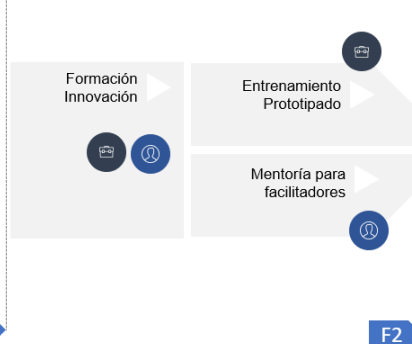 Formación
Innovación
Entrenamiento
Prototipado
Mentoría para
facilitadores
F2